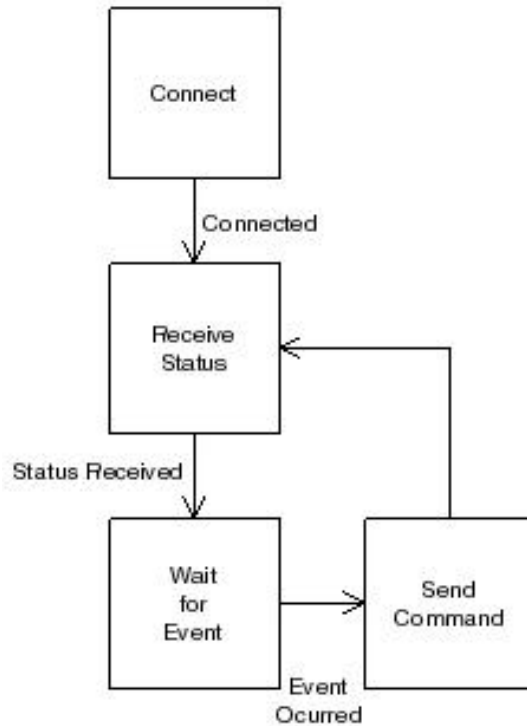 Connect
Connected
Receive
Status
Status Received
Wait
for
Event
Send
Command
Event
Ocurred